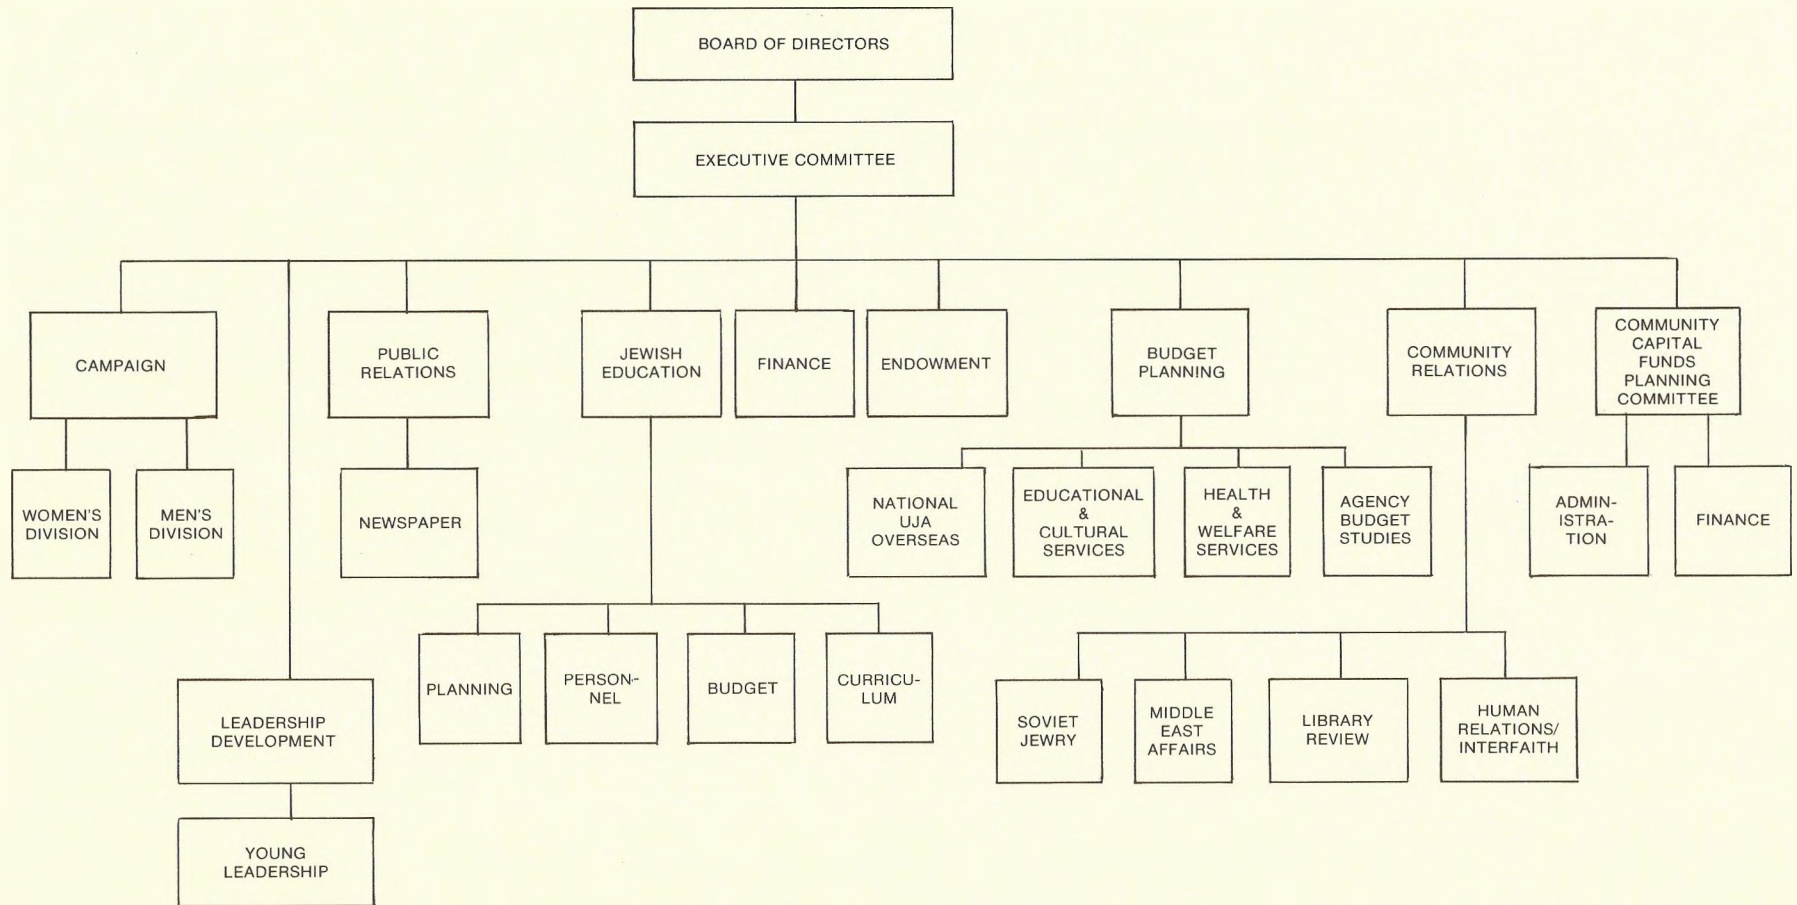 BOARD OF DIRECTORS
EXECUTIVE COMMITTEE
CAMPAIGN
PUBLIC
RELATIONS
JEWISH
EDUCATION
FINANCE
ENDOWMENT
BUDGET
PLANNING
COMMUNITY
RELATIONS
COMMUNITY
CAPITAL
FUNDS
PLANNING
COMMITTEE
WOMEN'S
DIVISION
MEN'S
DIVISION
NEWSPAPER
NATIONAL
UJA
OVERSEAS
EDUCATIONAL
&
CULTURAL
SERVICES
HEALTH
&
WELFARE
SERVICES
AGENCY
BUDGET
STUDIES
ADMIN-
ISTRA-
TION
FINANCE
PLANNING
PERSON-
NEL
BUDGET
CURRICU-
LUM
LEADERSHIP
DEVELOPMENT
SOVIET
JEWRY
MIDDLE
EAST
AFFAIRS
LIBRARY
REVIEW
HUMAN
RELATIONS/
INTERFAITH
YOUNG
LEADERSHIP